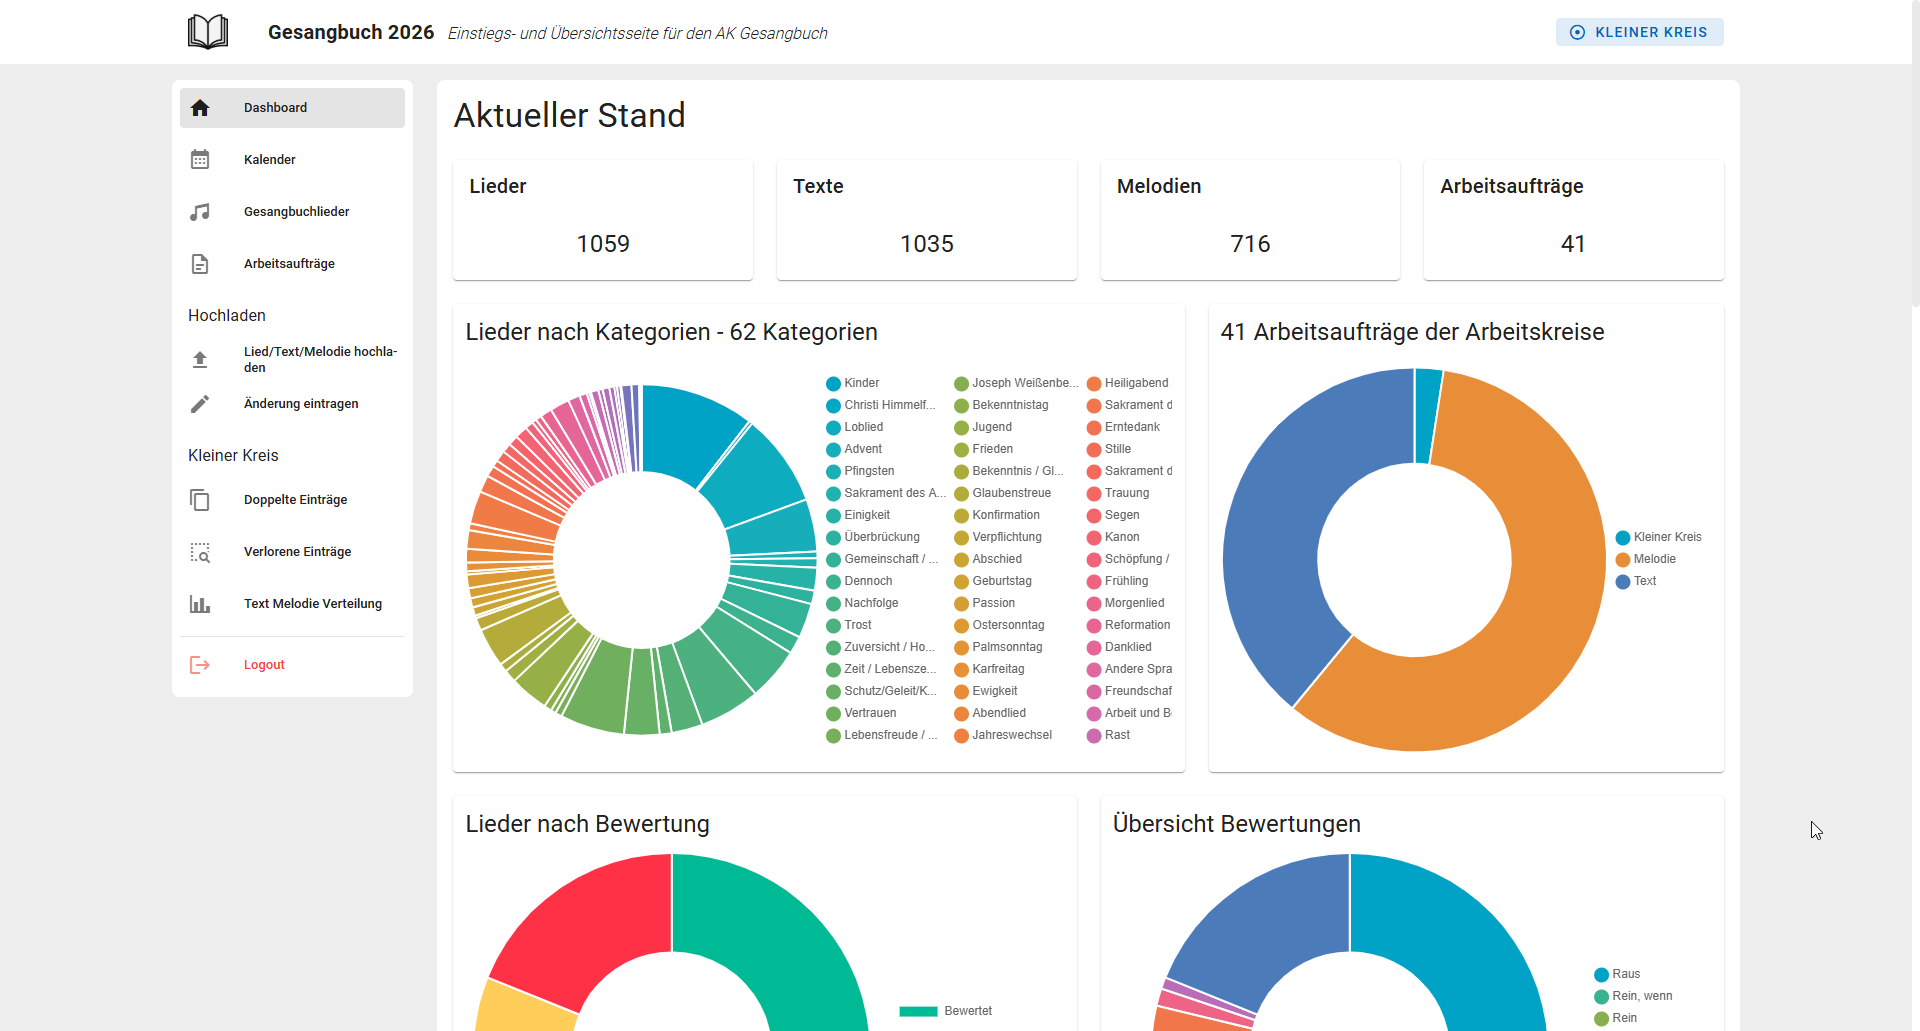 Gesangbuch 2026 Einstiegs- und Übersichtsseite für den AK Gesangbuch
KLEINER KREIS
Dashboard
Kalender
Gesangbuchlieder
Arbeitsaufträge
Hochladen
Lied/Text/Melodie hochla-
den
Änderung eintragen
Kleiner Kreis
Doppelte Einträge
Verlorene Einträge
Text Melodie Verteilung
Logout
Aktueller Stand
Lieder
1059
Texte
1035
Melodien
716
Arbeitsaufträge
41
Lieder nach Kategorien - 62 Kategorien
Kinder
Christi Himmelf...
Loblied
Advent
Pfingsten
Sakrament des A...
Einigkeit
Überbrückung
Gemeinschaft / ...
Dennoch
Nachfolge
Trost
Zuversicht / Ho...
Zeit / Lebensze...
Schutz/Geleit/K...
Vertrauen
Lebensfreude / ...
Joseph Weißenbe...
Bekenntnistag
Jugend
Frieden
Bekenntnis / Gl...
Glaubenstreue
Konfirmation
Verpflichtung
Abschied
Geburtstag
Passion
Ostersonntag
Palmsonntag
Karfreitag
Ewigkeit
Abendlied
Jahreswechsel
Heiligabend
Sakrament d
Erntedank
Stille
Sakrament d
Trauung
Segen
Kanon
Schöpfung /
Frühling
Morgenlied
Reformation
Danklied
Andere Spra
Freundschaf
Arbeit und B
Rast
41 Arbeitsaufträge der Arbeitskreise
Kleiner Kreis
Melodie
Text
Lieder nach Bewertung
Bewertet
Übersicht Bewertungen
Raus
Rein, wenn
Rein